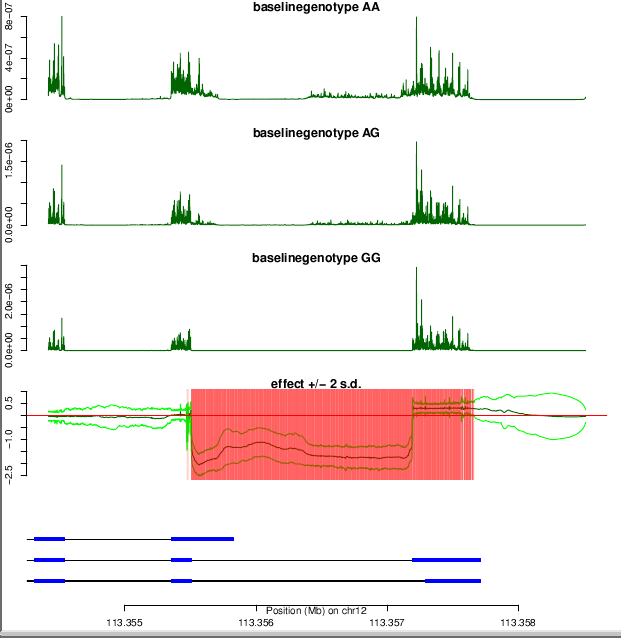 baselinegenotype AA
8e-07
4e-07
0e+00
baselinegenotype AG
1.5e-06
0.0e+00
baselinegenotype GG
2.0e-06
0.0e+00
effect +/- 2 s.d.
0.5
-1.0
-2.5
Position (Mb) on chr12
113.355 113.356 113.357 113.358